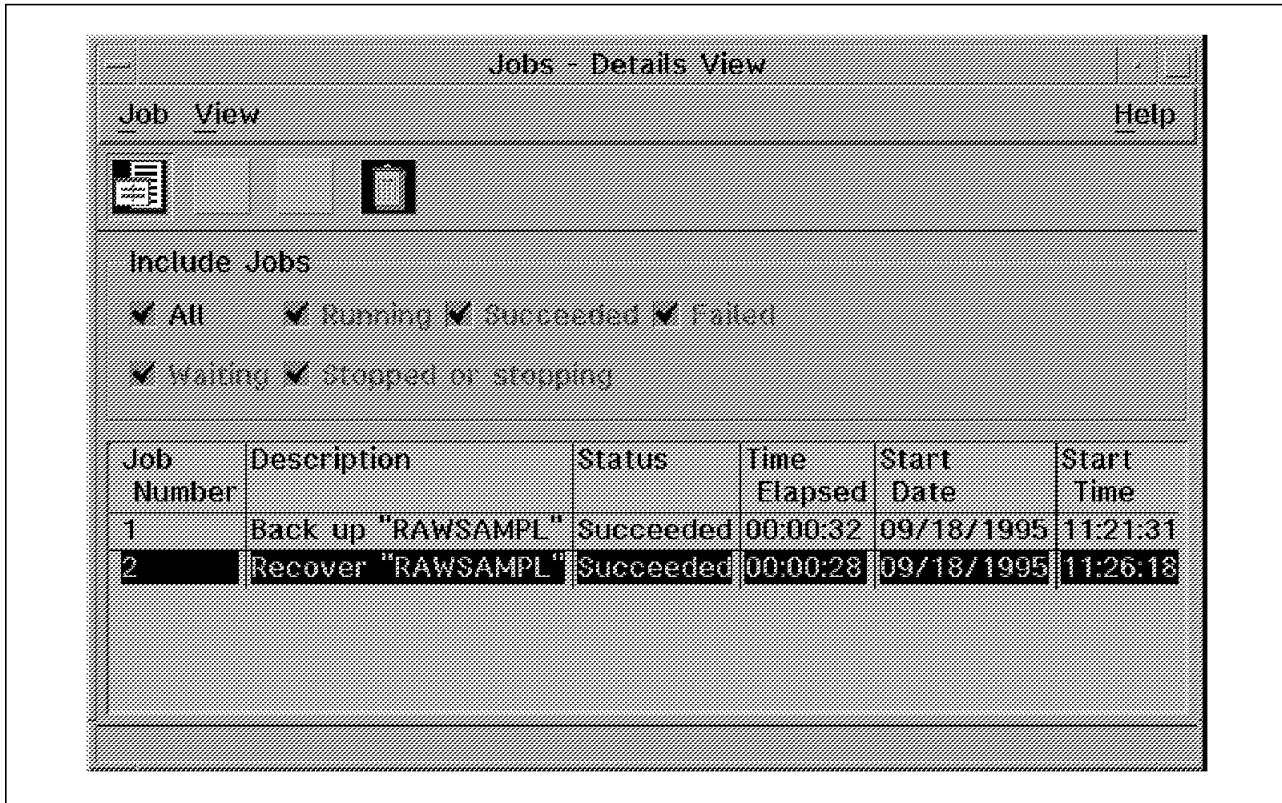 Jobs - Details View
Job View Help
Include Jobs
All Running Succeeded Failed
Waiting Stopped or stopping
Job Number Description Status Time Elapsed Start Date Start Time
1 Back up "RAWSAMPL" Succeeded 00:00:32 09/18/1995 11:21:31
2 Recover "RAWSAMPL" Succeeded 00:00:28 09/18/1995 11:26:18